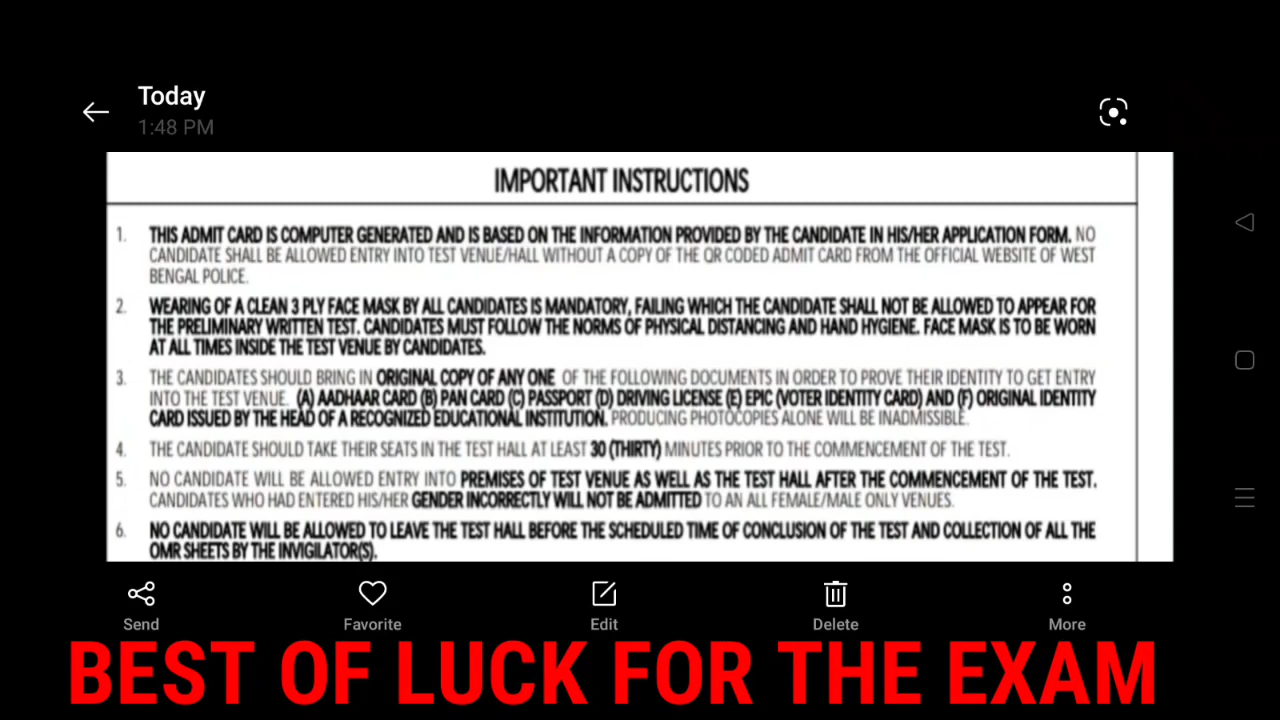 Today
1:48 PM
IMPORTANT INSTRUCTIONS
1. THIS ADMIT CARD IS COMPUTER GENERATED AND IS BASED ON THE INFORMATION PROVIDED BY THE CANDIDATE IN HIS/HER APPLICATION FORM. NO
CANDIDATE SHALL BE ALLOWED ENTRY INTO TEST VENUE/HALL WITHOUT A COPY OF THE QR CODED ADMIT CARD FROM THE OFFICIAL WEBSITE OF WEST
BENGAL POLICE.
2. WEARING OF A CLEAN 3 PLY FACE MASK BY ALL CANDIDATES IS MANDATORY, FAILING WHICH THE CANDIDATE SHALL NOT BE ALLOWED TO APPEAR FOR
THE PRELIMINARY WRITTEN TEST. CANDIDATES MUST FOLLOW THE NORMS OF PHYSICAL DISTANCING AND HAND HYGIENE. FACE MASK IS TO BE WORN
AT ALL TIMES INSIDE THE TEST VENUE BY CANDIDATES.
3. THE CANDIDATES SHOULD BRING IN ORIGINAL COPY OF ANY ONE OF THE FOLLOWING DOCUMENTS IN ORDER TO PROVE THEIR IDENTITY TO GET ENTRY
INTO THE TEST VENUE. (A) AADHAAR CARD (B) PAN CARD (C) PASSPORT (D) DRIVING LICENSE (E) EPIC (VOTER IDENTITY CARD) AND (F) ORIGINAL IDENTITY
CARD ISSUED BY THE HEAD OF A RECOGNIZED EDUCATIONAL INSTITUTION. PRODUCING PHOTOCOPIES ALONE WILL BE INADMISSIBLE.
4. THE CANDIDATE SHOULD TAKE THEIR SEATS IN THE TEST HALL AT LEAST 30 (THIRTY) MINUTES PRIOR TO THE COMMENCEMENT OF THE TEST.
5. NO CANDIDATE WILL BE ALLOWED ENTRY INTO PREMISES OF TEST VENUE AS WELL AS THE TEST HALL AFTER THE COMMENCEMENT OF THE TEST.
CANDIDATES WHO HAD ENTERED HIS/HER GENDER INCORRECTLY WILL NOT BE ADMITTED TO AN ALL FEMALE/MALE ONLY VENUES.
6. NO CANDIDATE WILL BE ALLOWED TO LEAVE THE TEST HALL BEFORE THE SCHEDULED TIME OF CONCLUSION OF THE TEST AND COLLECTION OF ALL THE
OMR SHEETS BY THE INVIGILATOR(S).
Send Favorite Edit Delete More
BEST OF LUCK FOR THE EXAM